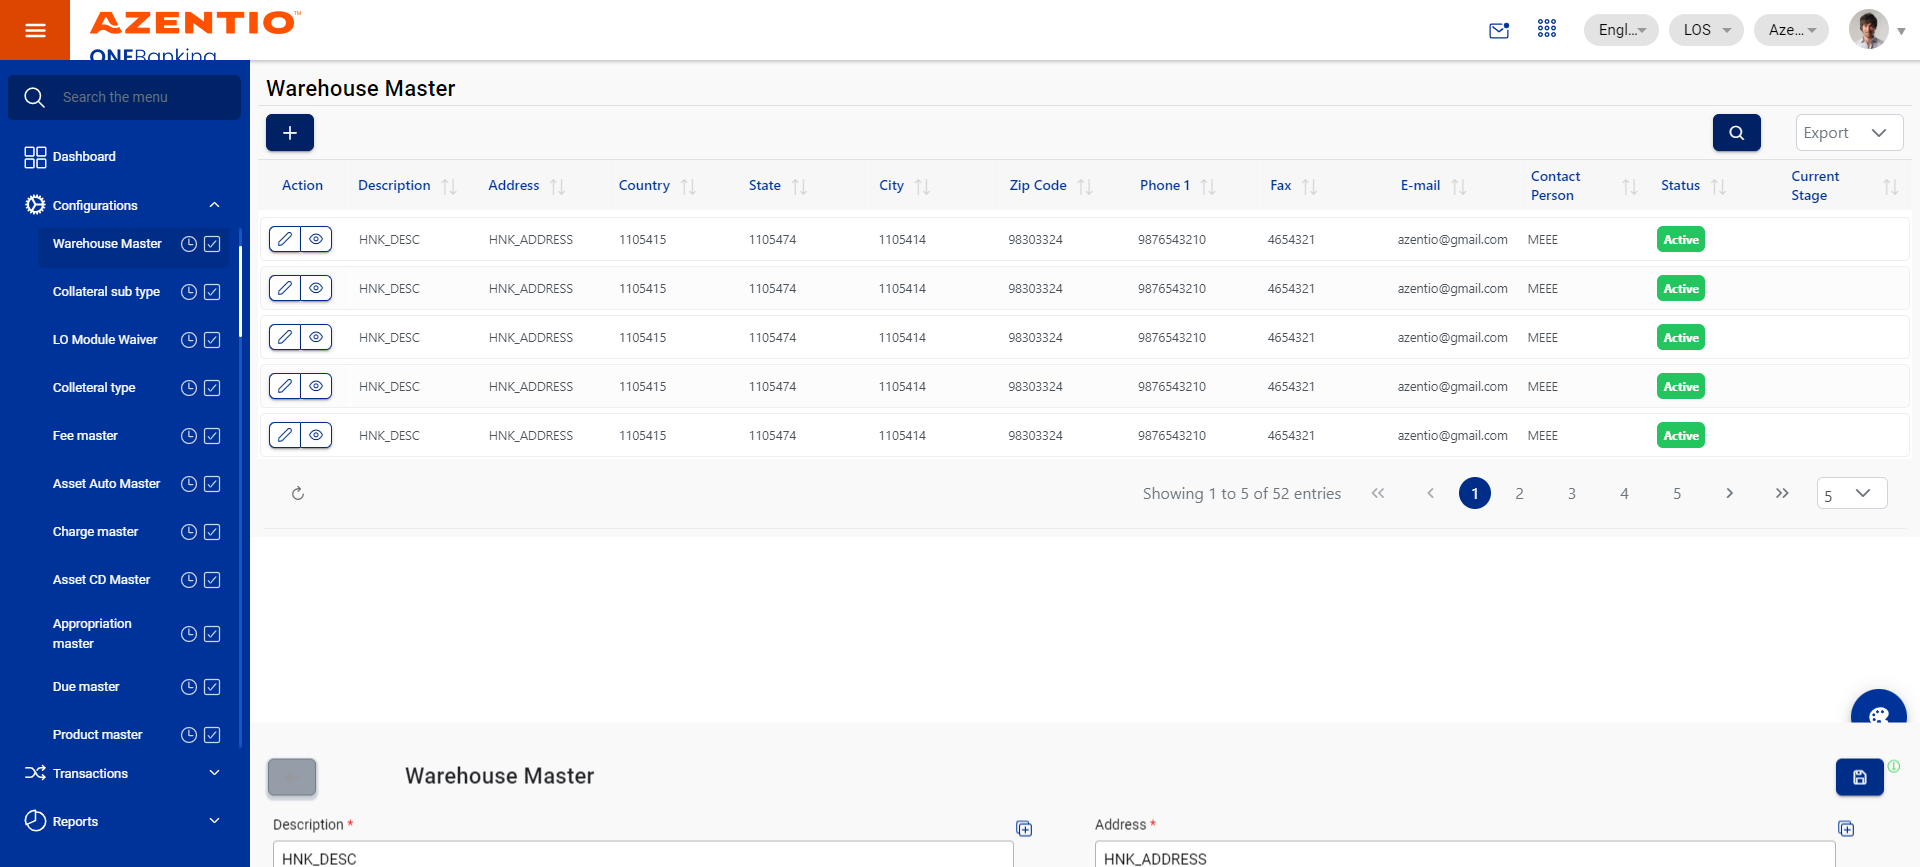 AZENTIO™
ONEBanking
Engl...
LOS
Aze...
Search the menu
Dashboard
Configurations
Warehouse Master
Collateral sub type
LO Module Waiver
Colleteral type
Fee master
Asset Auto Master
Charge master
Asset CD Master
Appropriation
master
Due master
Product master
Transactions
Reports
Warehouse Master
Export
Action Description Address Country State City Zip Code Phone 1 Fax E-mail Contact Person Status Current Stage
HNK_DESC HNK_ADDRESS 1105415 1105474 1105414 98303324 9876543210 4654321 azentio@gmail.com MEEE Active
HNK_DESC HNK_ADDRESS 1105415 1105474 1105414 98303324 9876543210 4654321 azentio@gmail.com MEEE Active
HNK_DESC HNK_ADDRESS 1105415 1105474 1105414 98303324 9876543210 4654321 azentio@gmail.com MEEE Active
HNK_DESC HNK_ADDRESS 1105415 1105474 1105414 98303324 9876543210 4654321 azentio@gmail.com MEEE Active
HNK_DESC HNK_ADDRESS 1105415 1105474 1105414 98303324 9876543210 4654321 azentio@gmail.com MEEE Active
Showing 1 to 5 of 52 entries 1 2 3 4 5 5
Warehouse Master
Description * Address *
HNK_DESC HNK_ADDRESS